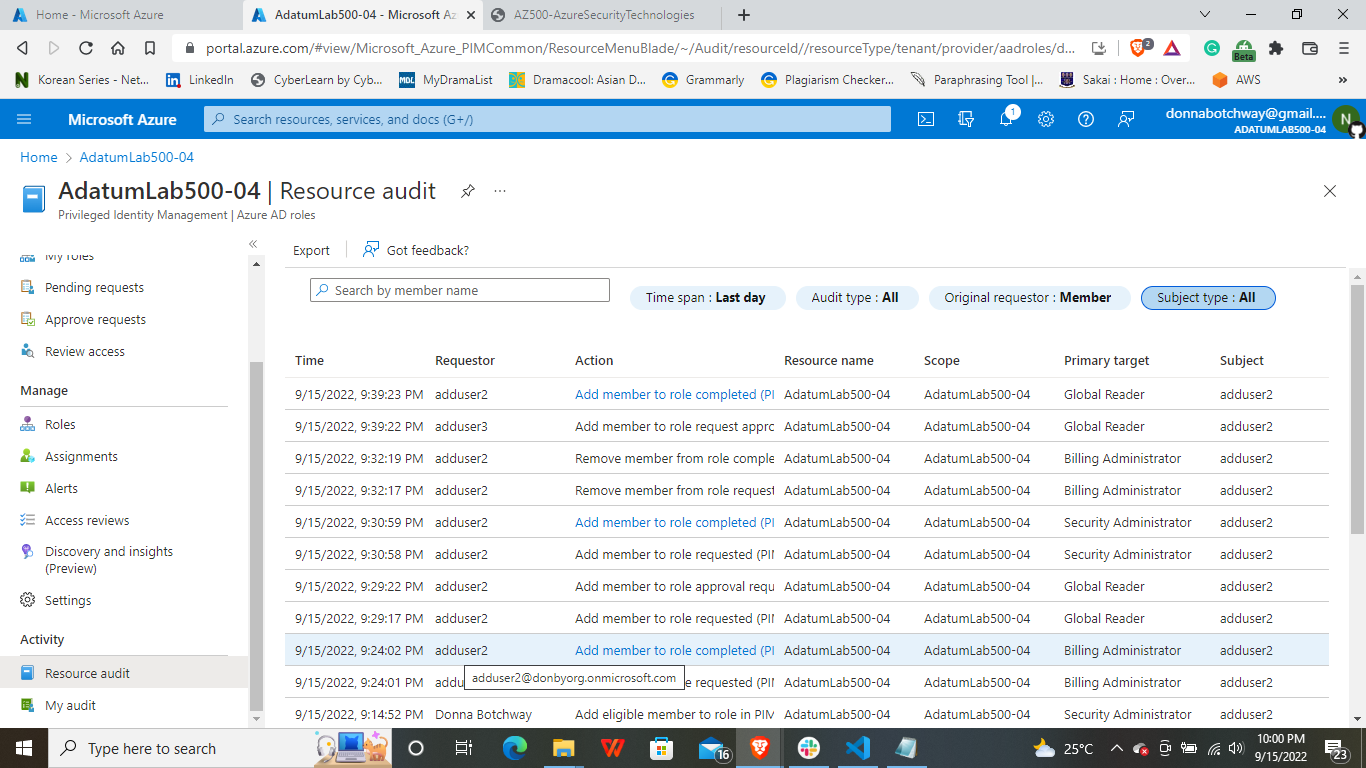 Home - Microsoft Azure
AdatumLab500-04 - Microsoft Az
AZ500-AzureSecurityTechnologies
portal.azure.com/#view/Microsoft_Azure_PIMCommon/ResourceMenuBlade/~/Audit/resourceId//resourceType/tenant/provider/aadroles/d...
2
Beta
Korean Series - Net...
LinkedIn
CyberLearn by Cyb...
MDL MyDramaList
Dramacool: Asian D...
Grammarly
Plagiarism Checker...
Paraphrasing Tool |...
Sakai : Home : Over...
AWS
»
Microsoft Azure
Search resources, services, and docs (G+/)
1
donnabotchway@gmail....
ADATUMLAB500-04
N
Home > AdatumLab500-04
AdatumLab500-04 | Resource audit
...
Privileged Identity Management | Azure AD roles
«
My roles
Pending requests
Approve requests
Review access
Manage
Roles
Assignments
Alerts
Access reviews
Discovery and insights
(Preview)
Settings
Activity
Resource audit
My audit
Export
Got feedback?
Search by member name
Time span : Last day
Audit type : All
Original requestor : Member
Subject type : All
Time Requestor Action Resource name Scope Primary target Subject
9/15/2022, 9:39:23 PM adduser2 Add member to role completed (PI AdatumLab500-04 AdatumLab500-04 Global Reader adduser2
9/15/2022, 9:39:22 PM adduser3 Add member to role request appro AdatumLab500-04 AdatumLab500-04 Global Reader adduser2
9/15/2022, 9:32:19 PM adduser2 Remove member from role comple AdatumLab500-04 AdatumLab500-04 Billing Administrator adduser2
9/15/2022, 9:32:17 PM adduser2 Remove member from role request AdatumLab500-04 AdatumLab500-04 Billing Administrator adduser2
9/15/2022, 9:30:59 PM adduser2 Add member to role completed (PI AdatumLab500-04 AdatumLab500-04 Security Administrator adduser2
9/15/2022, 9:30:58 PM adduser2 Add member to role requested (PIM AdatumLab500-04 AdatumLab500-04 Security Administrator adduser2
9/15/2022, 9:29:22 PM adduser2 Add member to role approval requ AdatumLab500-04 AdatumLab500-04 Global Reader adduser2
9/15/2022, 9:29:17 PM adduser2 Add member to role requested (PIM AdatumLab500-04 AdatumLab500-04 Global Reader adduser2
9/15/2022, 9:24:02 PM adduser2 Add member to role completed (PI AdatumLab500-04 AdatumLab500-04 Billing Administrator adduser2
9/15/2022, 9:24:01 PM addu le requested (PIM AdatumLab500-04 AdatumLab500-04 Billing Administrator adduser2
adduser2@donbyorg.onmicrosoft.com
9/15/2022, 9:14:52 PM Donna Botchway Add eligible member to role in PIM AdatumLab500-04 AdatumLab500-04 Security Administrator adduser2
Type here to search
16
25°C
10:00 PM
9/15/2022
23